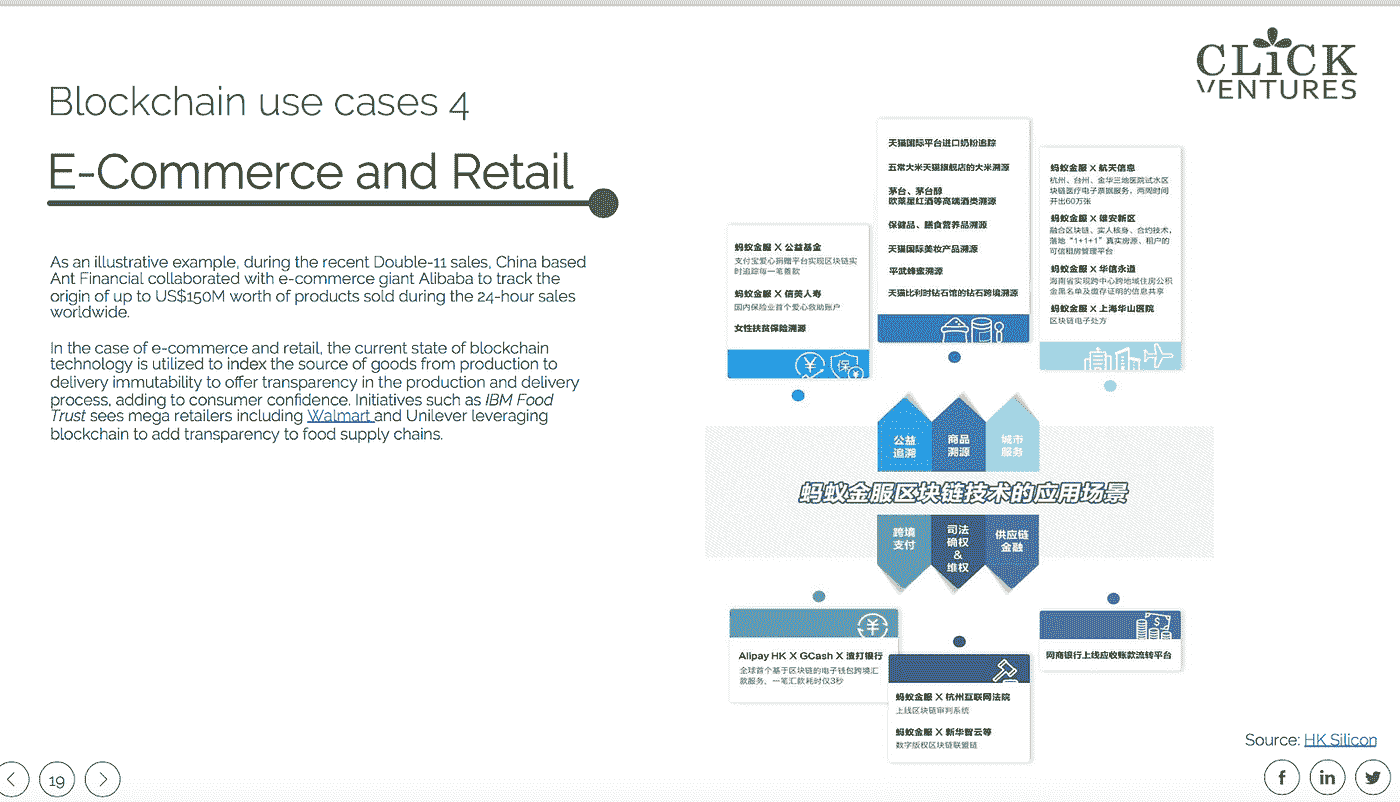 CLiCK
VENTURES
Blockchain use cases 4
E-Commerce and Retail
As an illustrative example, during the recent Double-11 sales, China based
Ant Financial collaborated with e-commerce giant Alibaba to track the
origin of up to US$150M worth of products sold during the 24-hour sales
worldwide.
In the case of e-commerce and retail, the current state of blockchain
technology is utilized to index the source of goods from production to
delivery immutability to offer transparency in the production and delivery
process, adding to consumer confidence. Initiatives such as IBM Food
Trust sees mega retailers including Walmart and Unilever leveraging
blockchain to add transparency to food supply chains.
蚂蚁金服 X 公益基金
支付宝爱心捐赠平台实现区块链实
时追踪每一笔善款
蚂蚁金服 X 信美人寿
国内保险业首个爱心救助账户
女性扶贫保险溯源
保
天猫国际平台进口奶粉追踪
五常大米天猫旗舰店的大米溯源
茅台、茅台醇
欧莱星红酒等高端酒类溯源
保健品、膳食营养品溯源
天猫国际美妆产品溯源
平武蜂蜜溯源
天猫比利时钻石馆的钻石跨境溯源
蚂蚁金服 X 航天信息
杭州、台州、金华三地医院试水区
块链医疗电子票据服务，两周时间
开出60万张
蚂蚁金服 X 雄安新区
融合区块链、实人核身、合约技术，
落地“1+1+1”真实房源、租户的
可信租房管理平台
蚂蚁金服 X 华信永道
海南省实现跨中心跨地域住房公积
金黑名单及缴存证明的信息共享
蚂蚁金服 X 上海华山医院
区块链电子处方
公益
追溯
商品
溯源
城市
服务
蚂蚁金服区块链技术的应用场景
跨境
支付
司法
确权
&
维权
供应链
金融
Alipay HK X GCash X 渣打银行
全球首个基于区块链的电子钱包跨境汇
款服务、一笔汇款耗时仅3秒
蚂蚁金服 X 杭州互联网法院
上线区块链审判系统
蚂蚁金服 X 新华智云等
数字版权区块链联盟链
网商银行上线应收账款流转平台
Source: HK Silicon
19